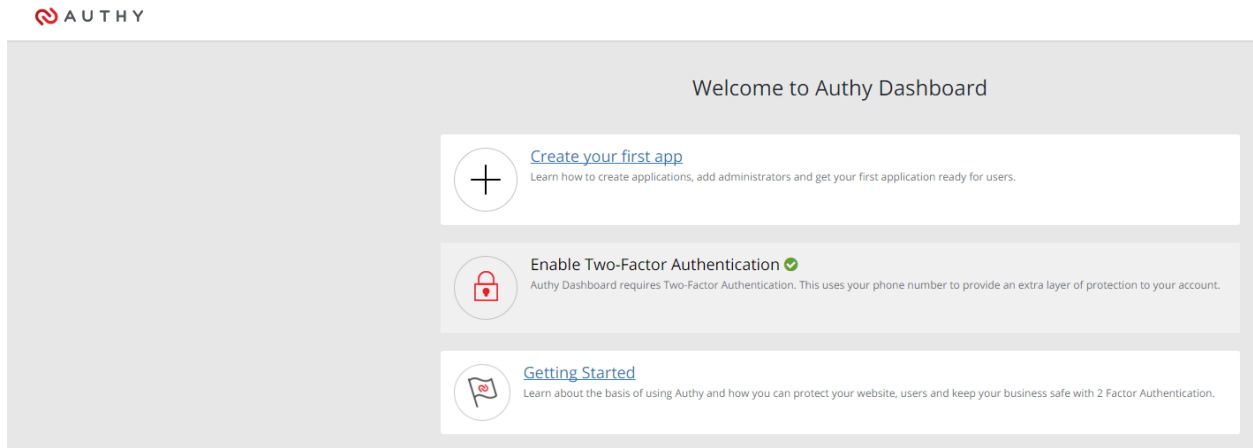 AUTHY
Welcome to Authy Dashboard
Create your first app
Learn how to create applications, add administrators and get your first application ready for users.
Enable Two-Factor Authentication
Authy Dashboard requires Two-Factor Authentication. This uses your phone number to provide an extra layer of protection to your account.
Getting Started
Learn about the basis of using Authy and how you can protect your website, users and keep your business safe with 2 Factor Authentication.